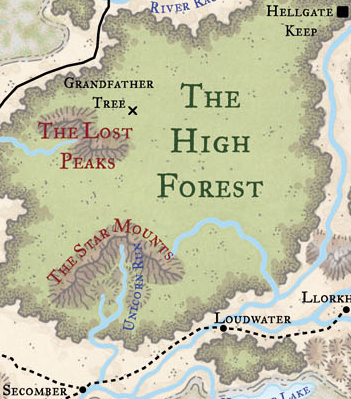 RIVER
HELLGATE
KEEP
GRANDFATHER
TREE
THE
HIGH
FOREST
THE LOST
PEAKS
THE STAR MOUNTS
UNICORN RUN
LOUDWATER
LLORKH
SECOMBER
LAKE